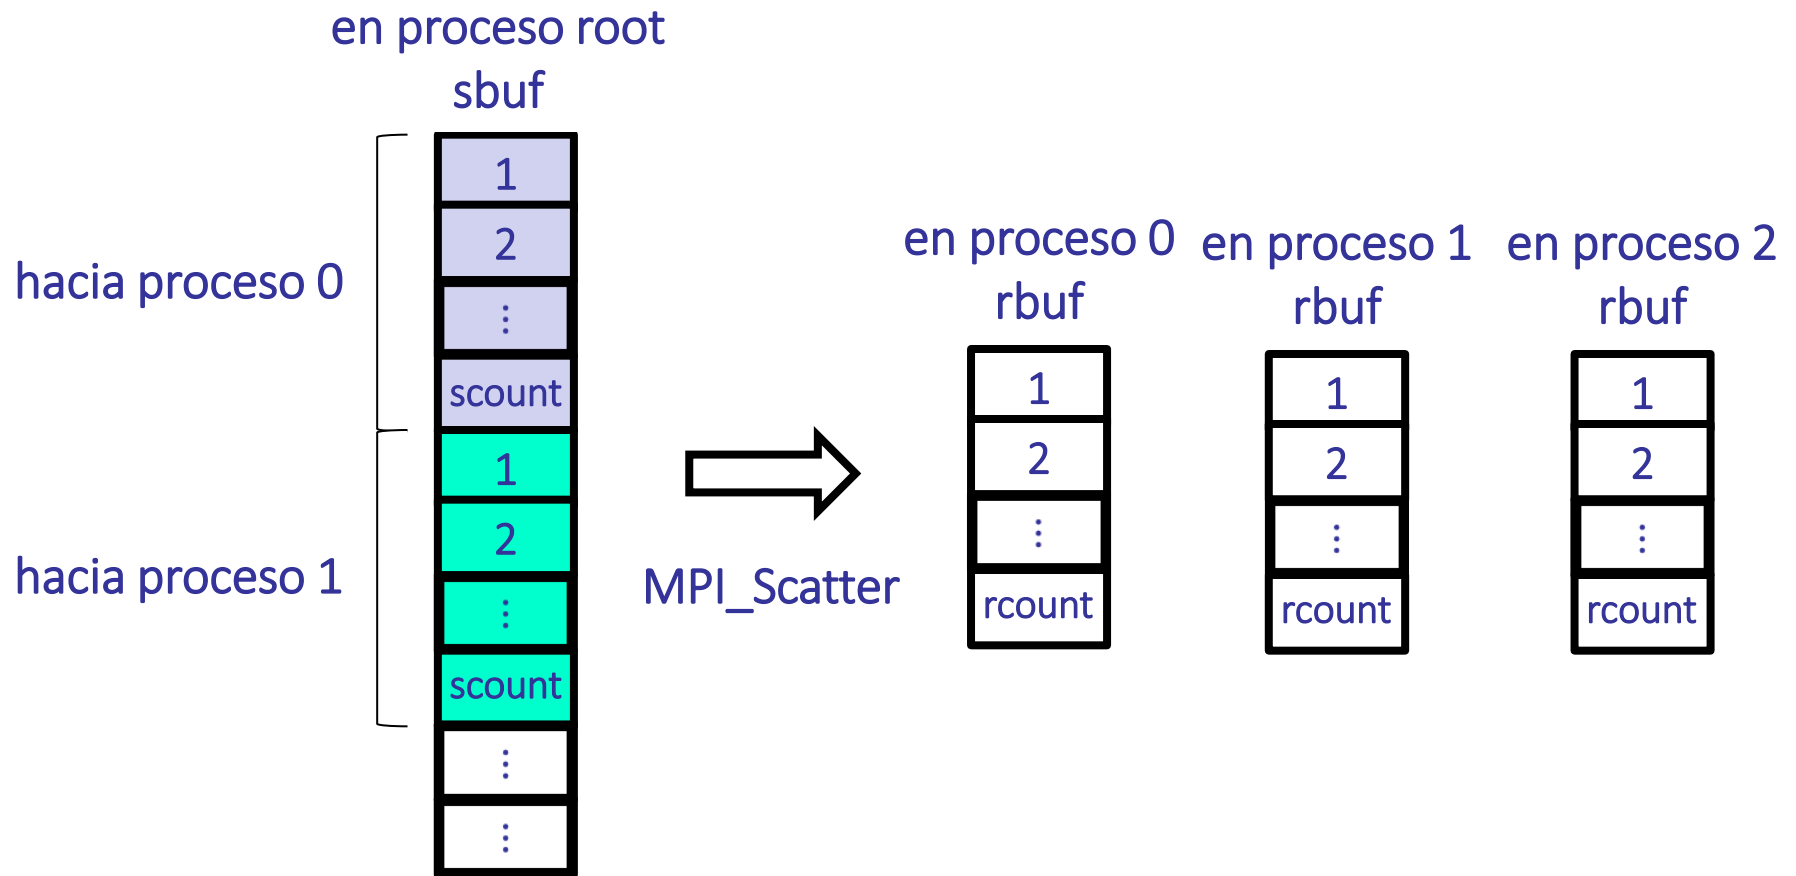 en proceso root
sbuf
hacia proceso 0
1
2
⋮
scount
hacia proceso 1
1
2
⋮
scount
⋮
⋮
MPI_Scatter
en proceso 0
rbuf
1
2
⋮
rcount
en proceso 1
rbuf
1
2
⋮
rcount
en proceso 2
rbuf
1
2
⋮
rcount